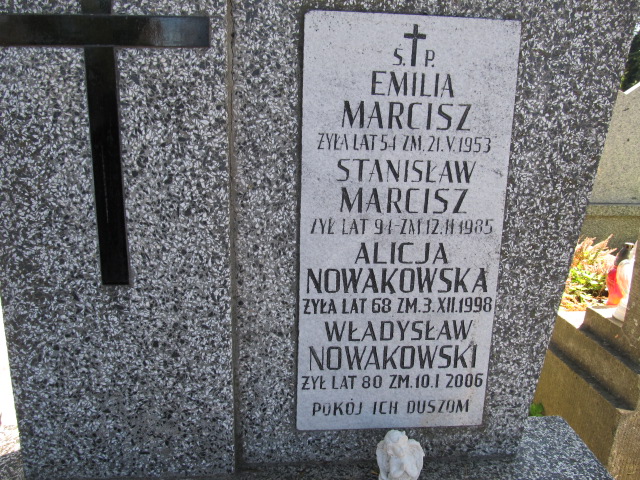 Ś. P.
EMILIA
MARCISZ
ŻYŁA LAT 54 ZM. 21.V.1953
STANISŁAW
MARCISZ
ŻYŁ LAT 94 ZM. 12.II.1985
ALICJA
NOWAKOWSKA
ŻYŁA LAT 68 ZM. 3.XII.1998
WŁADYSŁAW
NOWAKOWSKI
ŻYŁ LAT 80 ZM. 10.I 2006
POKÓJ ICH DUSZOM